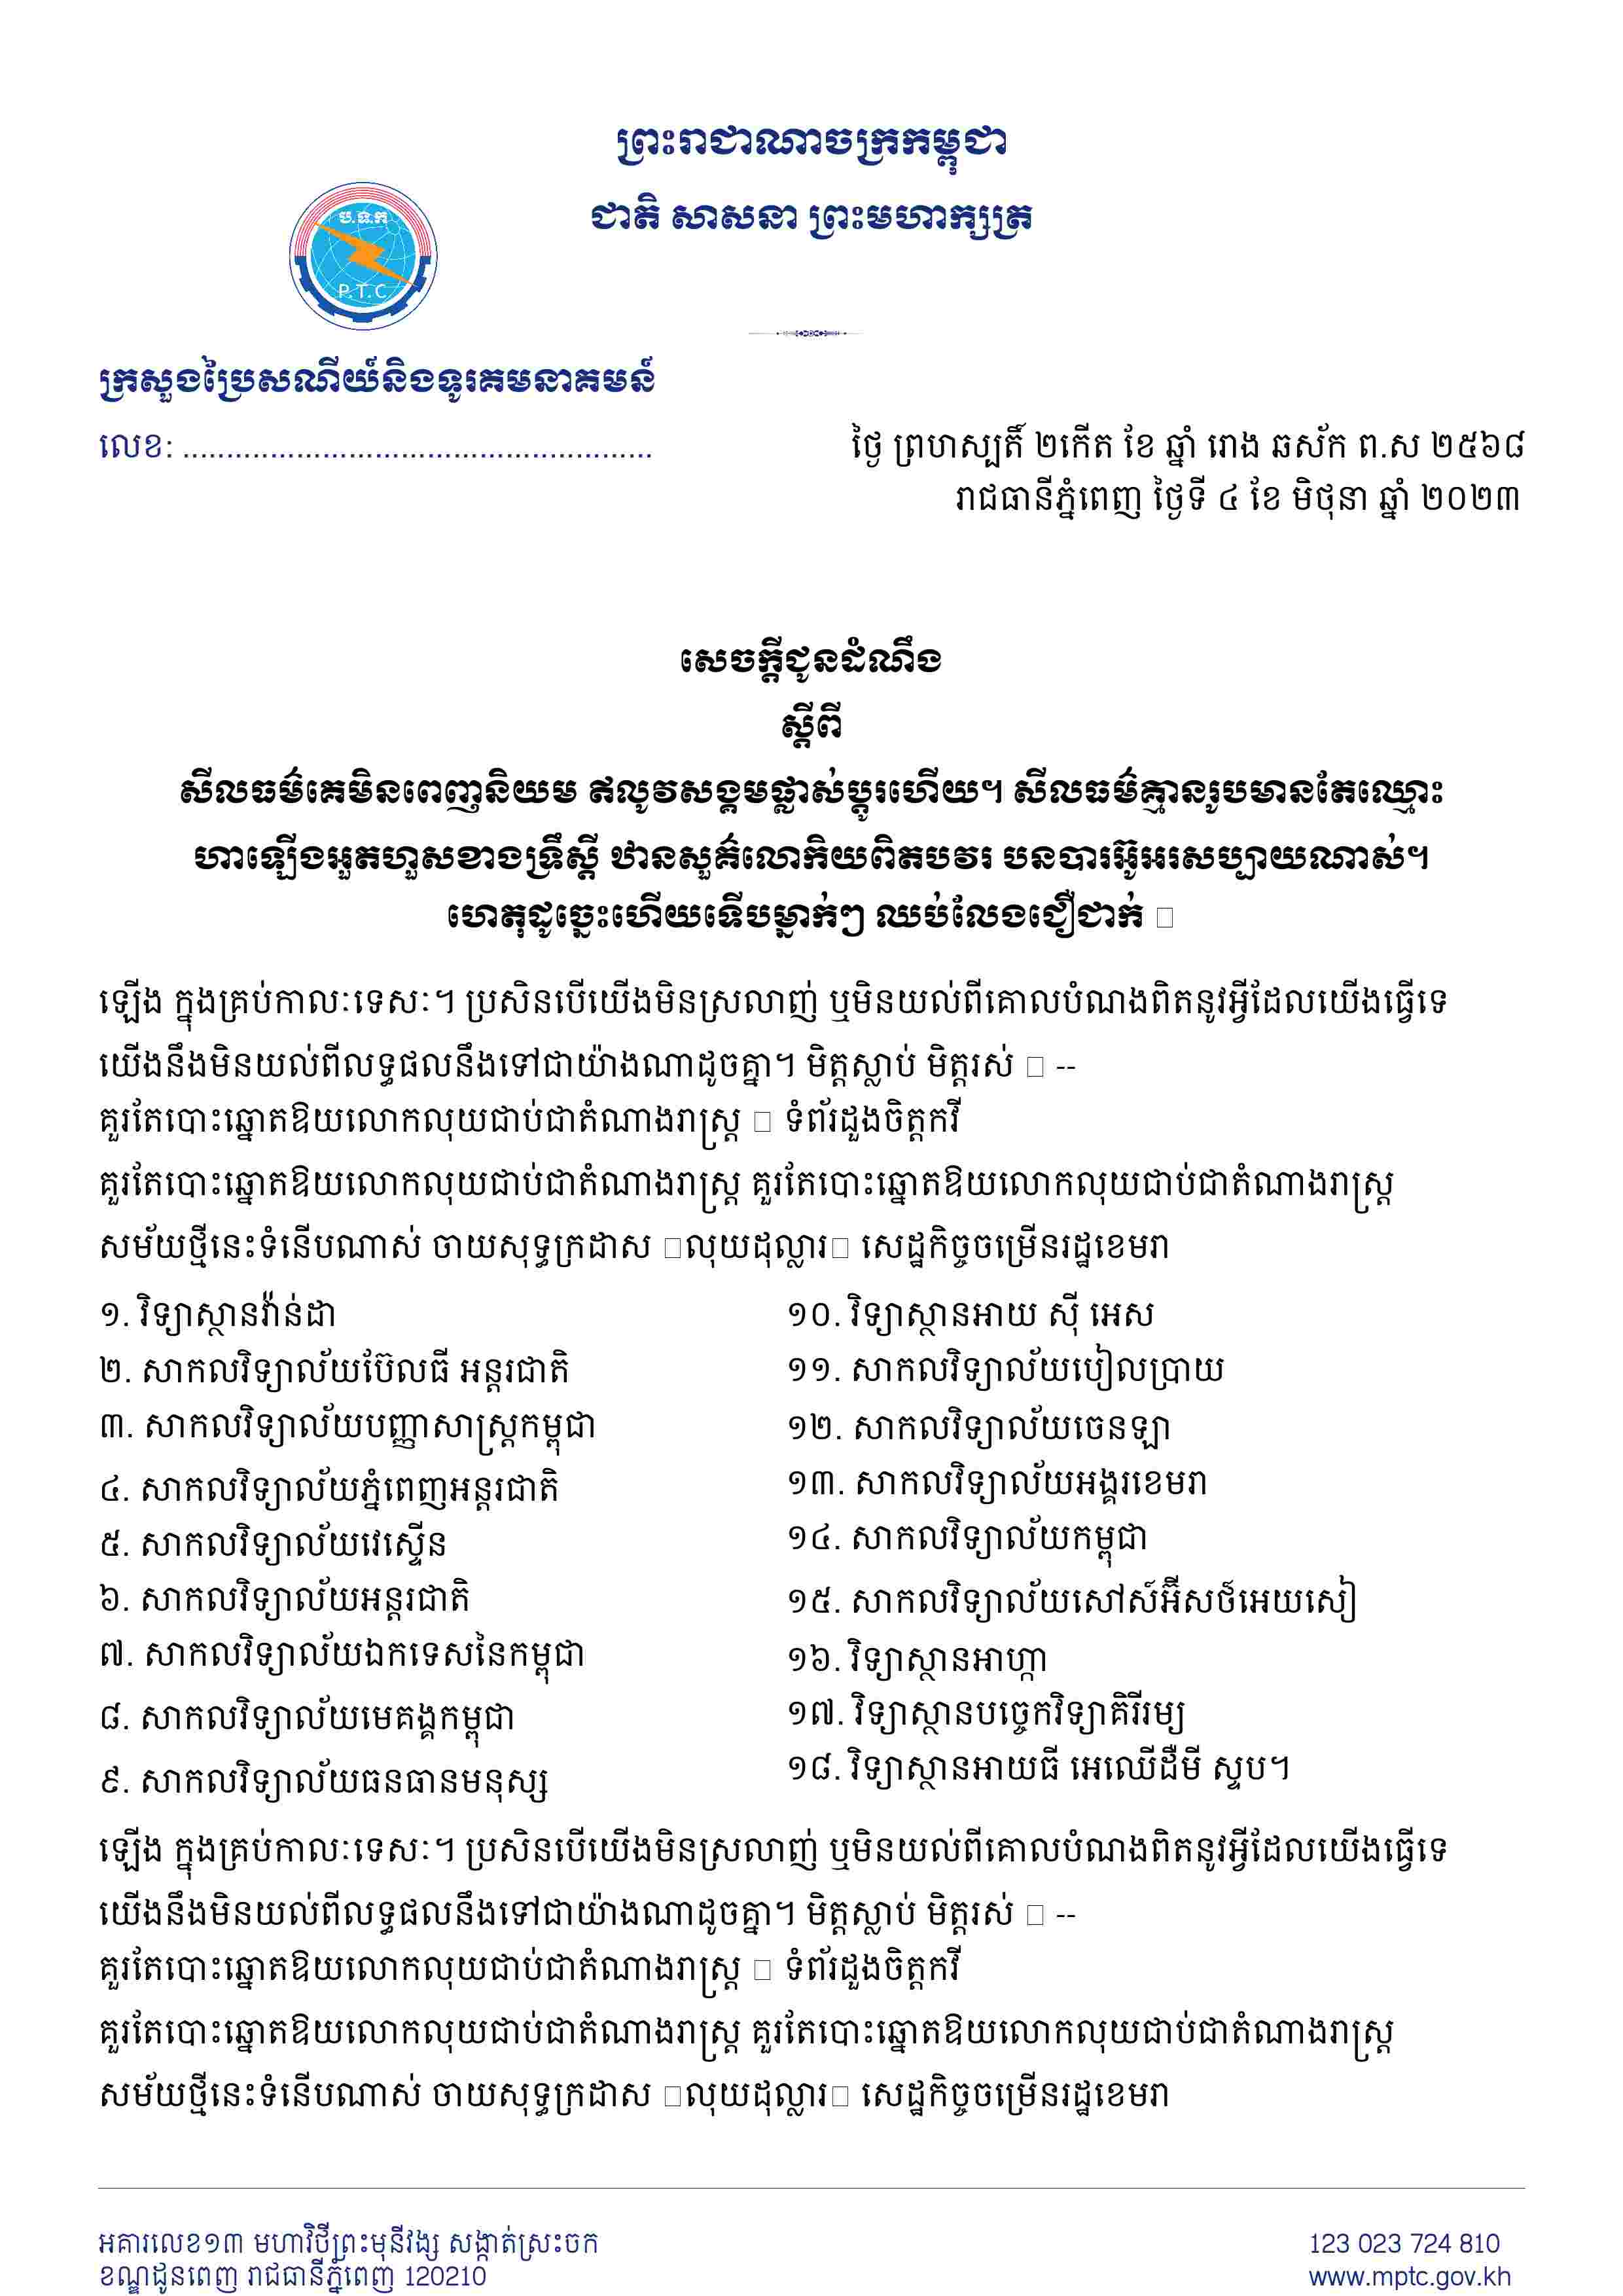 ព្រះរាជាណាចក្រកម្ពុជា
ជាតិ សាសនា ព្រះមហាក្សត្រ
ប.ទ.ក
P.T.C
ក្រសួងប្រៃសណីយ៍និងទូរគមនាគមន៍
លេខ: ......................................................
ថ្ងៃ ព្រហស្បតិ៍ ២កើត ខែ ឆ្នាំ រោង ឆស័ក ព.ស ២៥៦៨
រាជធានីភ្នំពេញ ថ្ងៃទី ៤ ខែ មិថុនា ឆ្នាំ ២០២៣
សេចក្តីជូនដំណឹង
ស្តីពី
សីលធម៌គេមិនពេញនិយម ឥលូវសង្គមផ្លាស់ប្តូរហើយ។ សីលធម៌គ្មានរូបមានតែឈ្មោះ
ហាឡើងអួតហួសខាងទ្រឹស្តី ឋានសួគ៌លោកិយពិតបវរ បនបារអ៊ូអរសប្បាយណាស់។
ហេតុដូច្នេះហើយទើបម្នាក់ៗ ឈប់លែងជឿជាក់ □
ឡើង ក្នុងគ្រប់កាលៈទេសៈ។ ប្រសិនបើយើងមិនស្រលាញ់ ឬមិនយល់ពីគោលបំណងពិតនូវអ្វីដែលយើងធ្វើទេ
យើងនឹងមិនយល់ពីលទ្ធផលនឹងទៅជាយ៉ាងណាដូចគ្នា។ មិត្តស្លាប់ មិត្តរស់ □ --
គួរតែបោះឆ្នោតឱយលោកលុយជាប់ជាតំណាងរាស្ត្រ □ ទំព័រដួងចិត្តកវី
គួរតែបោះឆ្នោតឱយលោកលុយជាប់ជាតំណាងរាស្ត្រ គួរតែបោះឆ្នោតឱយលោកលុយជាប់ជាតំណាងរាស្ត្រ
សម័យថ្មីនេះទំនើបណាស់ ចាយសុទ្ធក្រដាស □លុយដុល្លារ□ សេដ្ឋកិច្ចចម្រើនរដ្ឋខេមរា
១. វិទ្យាស្ថានវ៉ាន់ដា
២. សាកលវិទ្យាល័យប៊ែលធី អន្តរជាតិ
៣. សាកលវិទ្យាល័យបញ្ញាសាស្ត្រកម្ពុជា
៤. សាកលវិទ្យាល័យភ្នំពេញអន្តរជាតិ
៥. សាកលវិទ្យាល័យវេស្ទើន
៦. សាកលវិទ្យាល័យអន្តរជាតិ
៧. សាកលវិទ្យាល័យឯកទេសនៃកម្ពុជា
៨. សាកលវិទ្យាល័យមេគង្គកម្ពុជា
៩. សាកលវិទ្យាល័យធនធានមនុស្ស
១០. វិទ្យាស្ថានអាយ ស៊ី អេស
១១. សាកលវិទ្យាល័យបៀលប្រាយ
១២. សាកលវិទ្យាល័យចេនឡា
១៣. សាកលវិទ្យាល័យអង្គរខេមរា
១៤. សាកលវិទ្យាល័យកម្ពុជា
១៥. សាកលវិទ្យាល័យសៅស៍អ៊ីសថ៍អេយសៀ
១៦. វិទ្យាស្ថានអាហ្កា
១៧. វិទ្យាស្ថានបច្ចេកវិទ្យាគិរីរម្យ
១៨. វិទ្យាស្ថានអាយធី អេឈើដឺមី ស្ទប។
ឡើង ក្នុងគ្រប់កាលៈទេសៈ។ ប្រសិនបើយើងមិនស្រលាញ់ ឬមិនយល់ពីគោលបំណងពិតនូវអ្វីដែលយើងធ្វើទេ
យើងនឹងមិនយល់ពីលទ្ធផលនឹងទៅជាយ៉ាងណាដូចគ្នា។ មិត្តស្លាប់ មិត្តរស់ □ --
គួរតែបោះឆ្នោតឱយលោកលុយជាប់ជាតំណាងរាស្ត្រ □ ទំព័រដួងចិត្តកវី
គួរតែបោះឆ្នោតឱយលោកលុយជាប់ជាតំណាងរាស្ត្រ គួរតែបោះឆ្នោតឱយលោកលុយជាប់ជាតំណាងរាស្ត្រ
សម័យថ្មីនេះទំនើបណាស់ ចាយសុទ្ធក្រដាស □លុយដុល្លារ□ សេដ្ឋកិច្ចចម្រើនរដ្ឋខេមរា
អគារលេខ១៣ មហាវិថីព្រះមុនីវង្ស សង្កាត់ស្រះចក
ខណ្ឌដូនពេញ រាជធានីភ្នំពេញ 120210
123 023 724 810
www.mptc.gov.kh